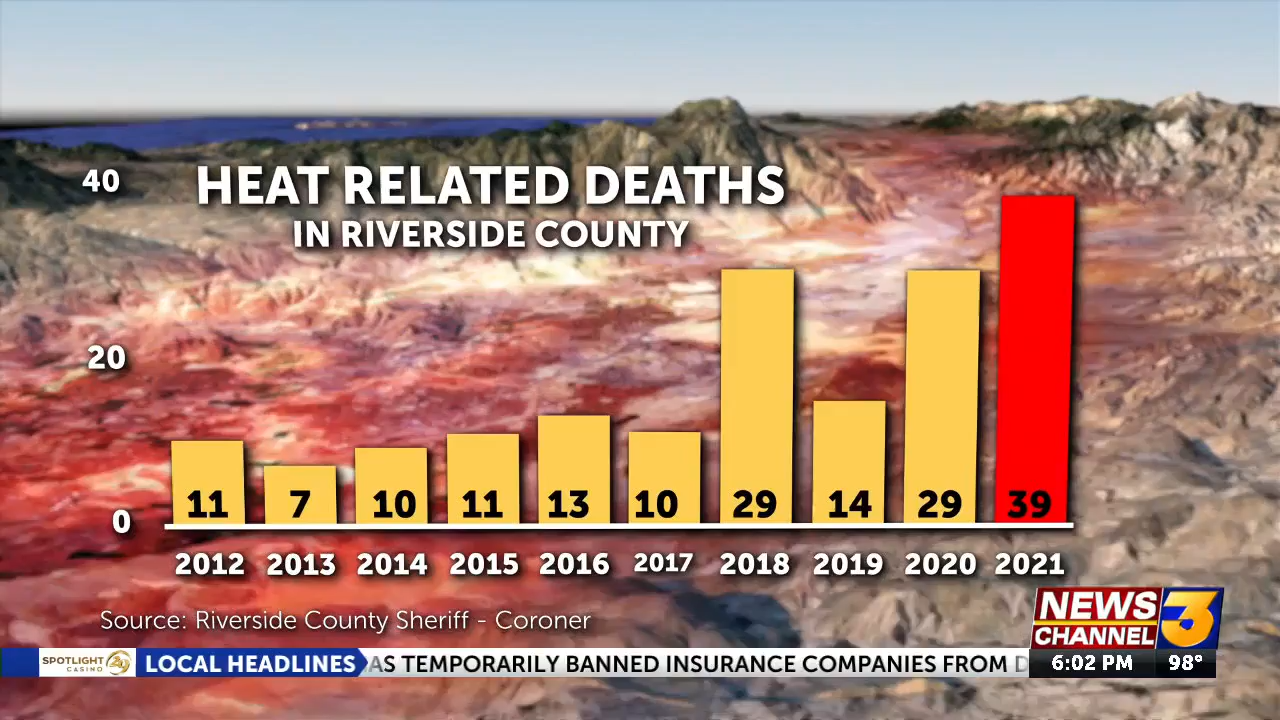 40
HEAT RELATED DEATHS
IN RIVERSIDE COUNTY
20
0
11 7 10 11 13 10 29 14 29 39
2012 2013 2014 2015 2016 2017 2018 2019 2020 2021
Source: Riverside County Sheriff - Coroner
NEWS
CHANNEL 3
SPOTLIGHT 29
CASINO
LOCAL HEADLINES AS TEMPORARILY BANNED INSURANCE COMPANIES FROM D
6:02 PM 98°